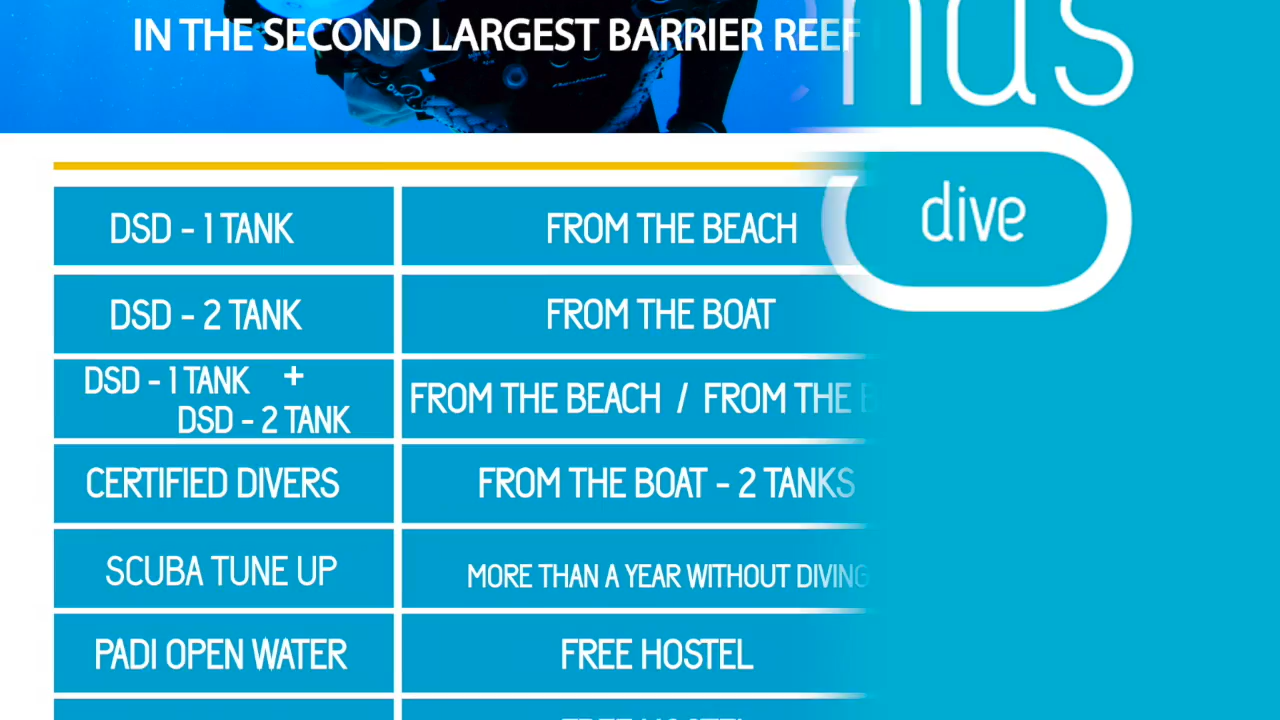 IN THE SECOND LARGEST BARRIER REEF
dive
DSD - 1 TANK
FROM THE BEACH
DSD - 2 TANK
FROM THE BOAT
DSD - 1 TANK +
DSD - 2 TANK
FROM THE BEACH / FROM THE
CERTIFIED DIVERS
FROM THE BOAT - 2 TANKS
SCUBA TUNE UP
MORE THAN A YEAR WITHOUT DIVING
PADI OPEN WATER
FREE HOSTEL